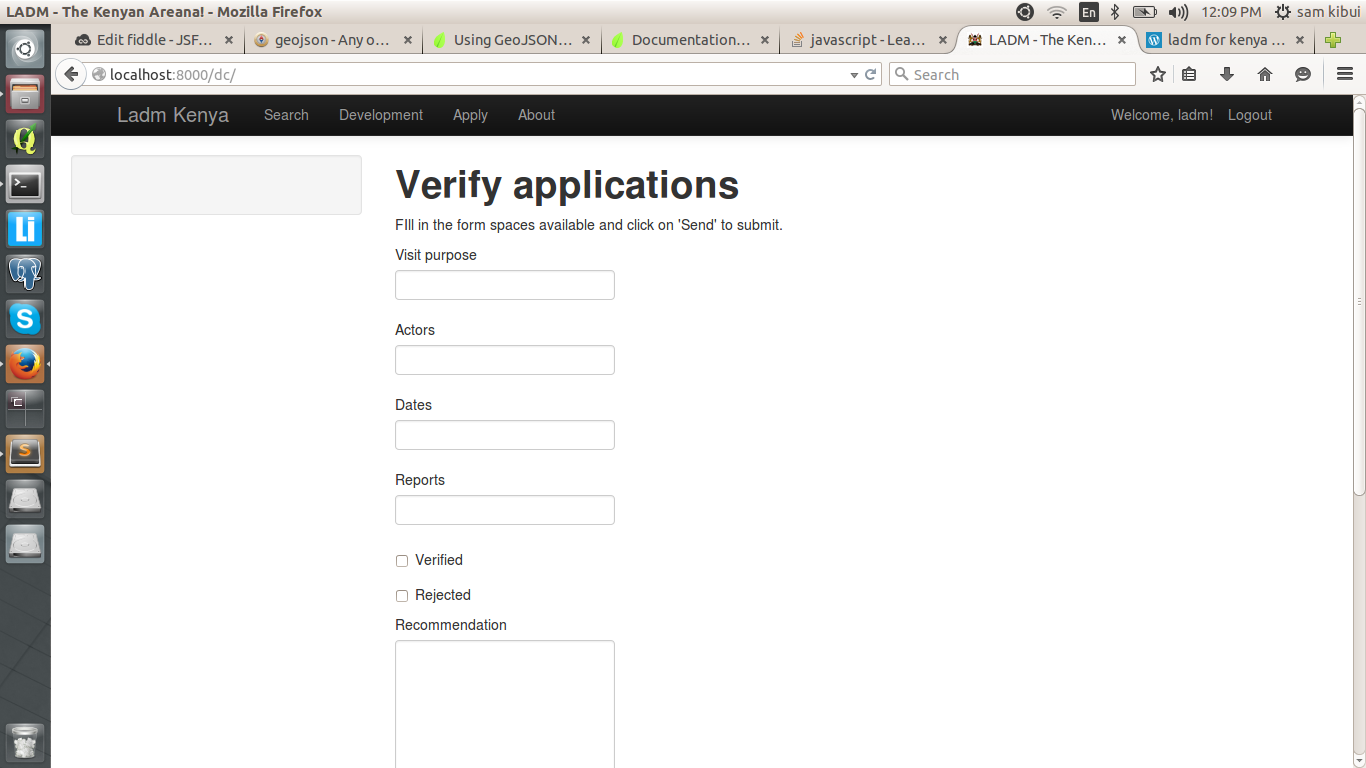 LADM - The Kenyan Areana! - Mozilla Firefox
En
12:09 PM
sam kibui
Edit fiddle - JSF...
geojson - Any o...
Using GeoJSON...
Documentation...
javascript - Lea...
LADM - The Ken...
ladm for kenya ...
localhost:8000/dc/
Search
Ladm Kenya
Search
Development
Apply
About
Welcome, ladm!
Logout
Verify applications
FIll in the form spaces available and click on 'Send' to submit.
Visit purpose
Actors
Dates
Reports
Verified
Rejected
Recommendation